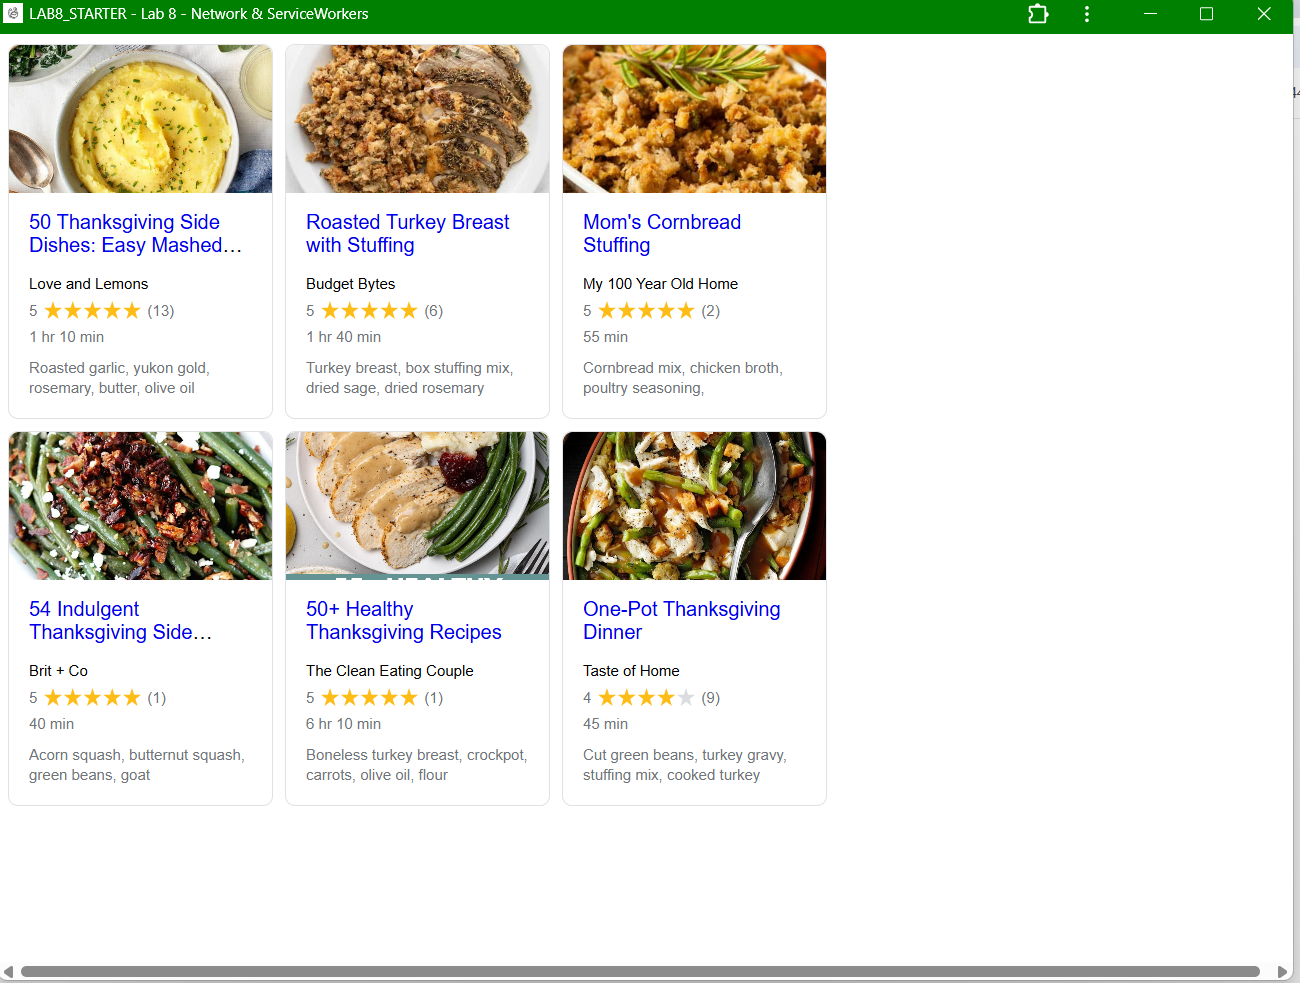 LAB8_STARTER - Lab 8 - Network & ServiceWorkers
50 Thanksgiving Side
Dishes: Easy Mashed…
Love and Lemons
5 ★★★★★ (13)
1 hr 10 min
Roasted garlic, yukon gold,
rosemary, butter, olive oil
Roasted Turkey Breast
with Stuffing
Budget Bytes
5 ★★★★★ (6)
1 hr 40 min
Turkey breast, box stuffing mix,
dried sage, dried rosemary
Mom's Cornbread
Stuffing
My 100 Year Old Home
5 ★★★★★ (2)
55 min
Cornbread mix, chicken broth,
poultry seasoning,
54 Indulgent
Thanksgiving Side…
Brit + Co
5 ★★★★★ (1)
40 min
Acorn squash, butternut squash,
green beans, goat
50+ Healthy
Thanksgiving Recipes
The Clean Eating Couple
5 ★★★★★ (1)
6 hr 10 min
Boneless turkey breast, crockpot,
carrots, olive oil, flour
One-Pot Thanksgiving
Dinner
Taste of Home
4 ★★★★★ (9)
45 min
Cut green beans, turkey gravy,
stuffing mix, cooked turkey